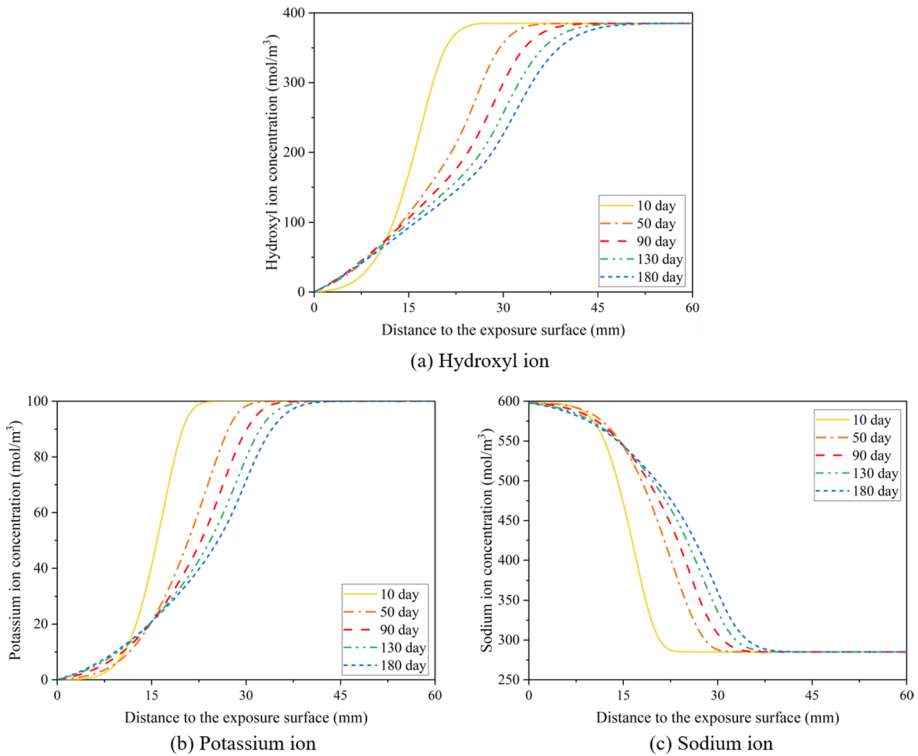 400
300
200
100
0
Hydroxyl ion concentration (mol/m³)
10 day
50 day
90 day
130 day
180 day
0 15 30 45 60
Distance to the exposure surface (mm)
(a) Hydroxyl ion
100
80
60
40
20
0
Potassium ion concentration (mol/m³)
10 day
50 day
90 day
130 day
180 day
0 15 30 45 60
Distance to the exposure surface (mm)
(b) Potassium ion
600
550
500
450
400
350
300
250
Sodium ion concentration (mol/m³)
10 day
50 day
90 day
130 day
180 day
0 15 30 45 60
Distance to the exposure surface (mm)
(c) Sodium ion